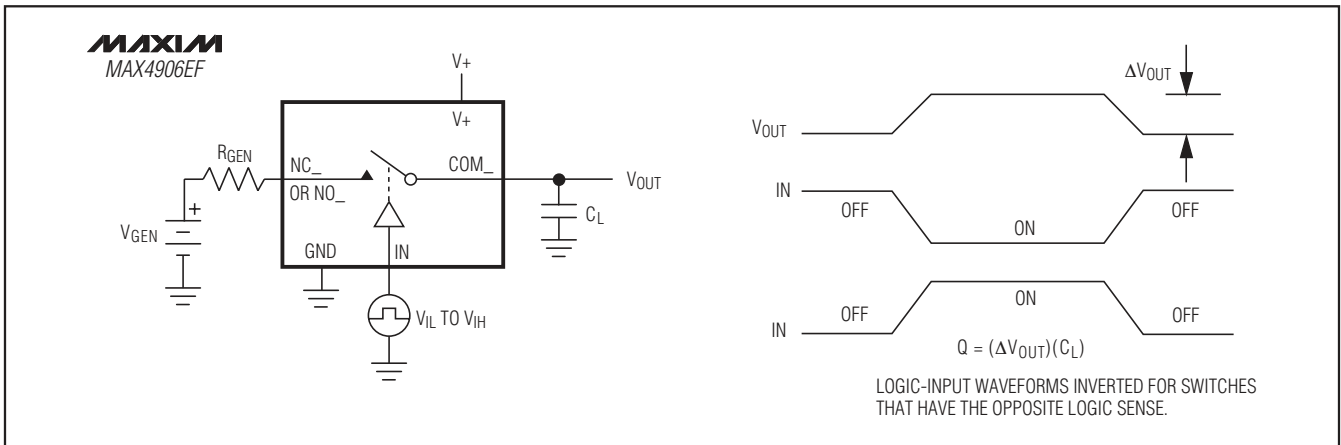 MAXIM
MAX4906EF
V+
V+
RGEN
NC_
OR NO_
COM_
VOUT
+
VGEN
CL
GND
IN
VIL TO VIH
ΔVOUT
VOUT
IN
OFF
ON
OFF
IN
OFF
ON
OFF
Q = (ΔVOUT)(CL)
LOGIC-INPUT WAVEFORMS INVERTED FOR SWITCHES
THAT HAVE THE OPPOSITE LOGIC SENSE.